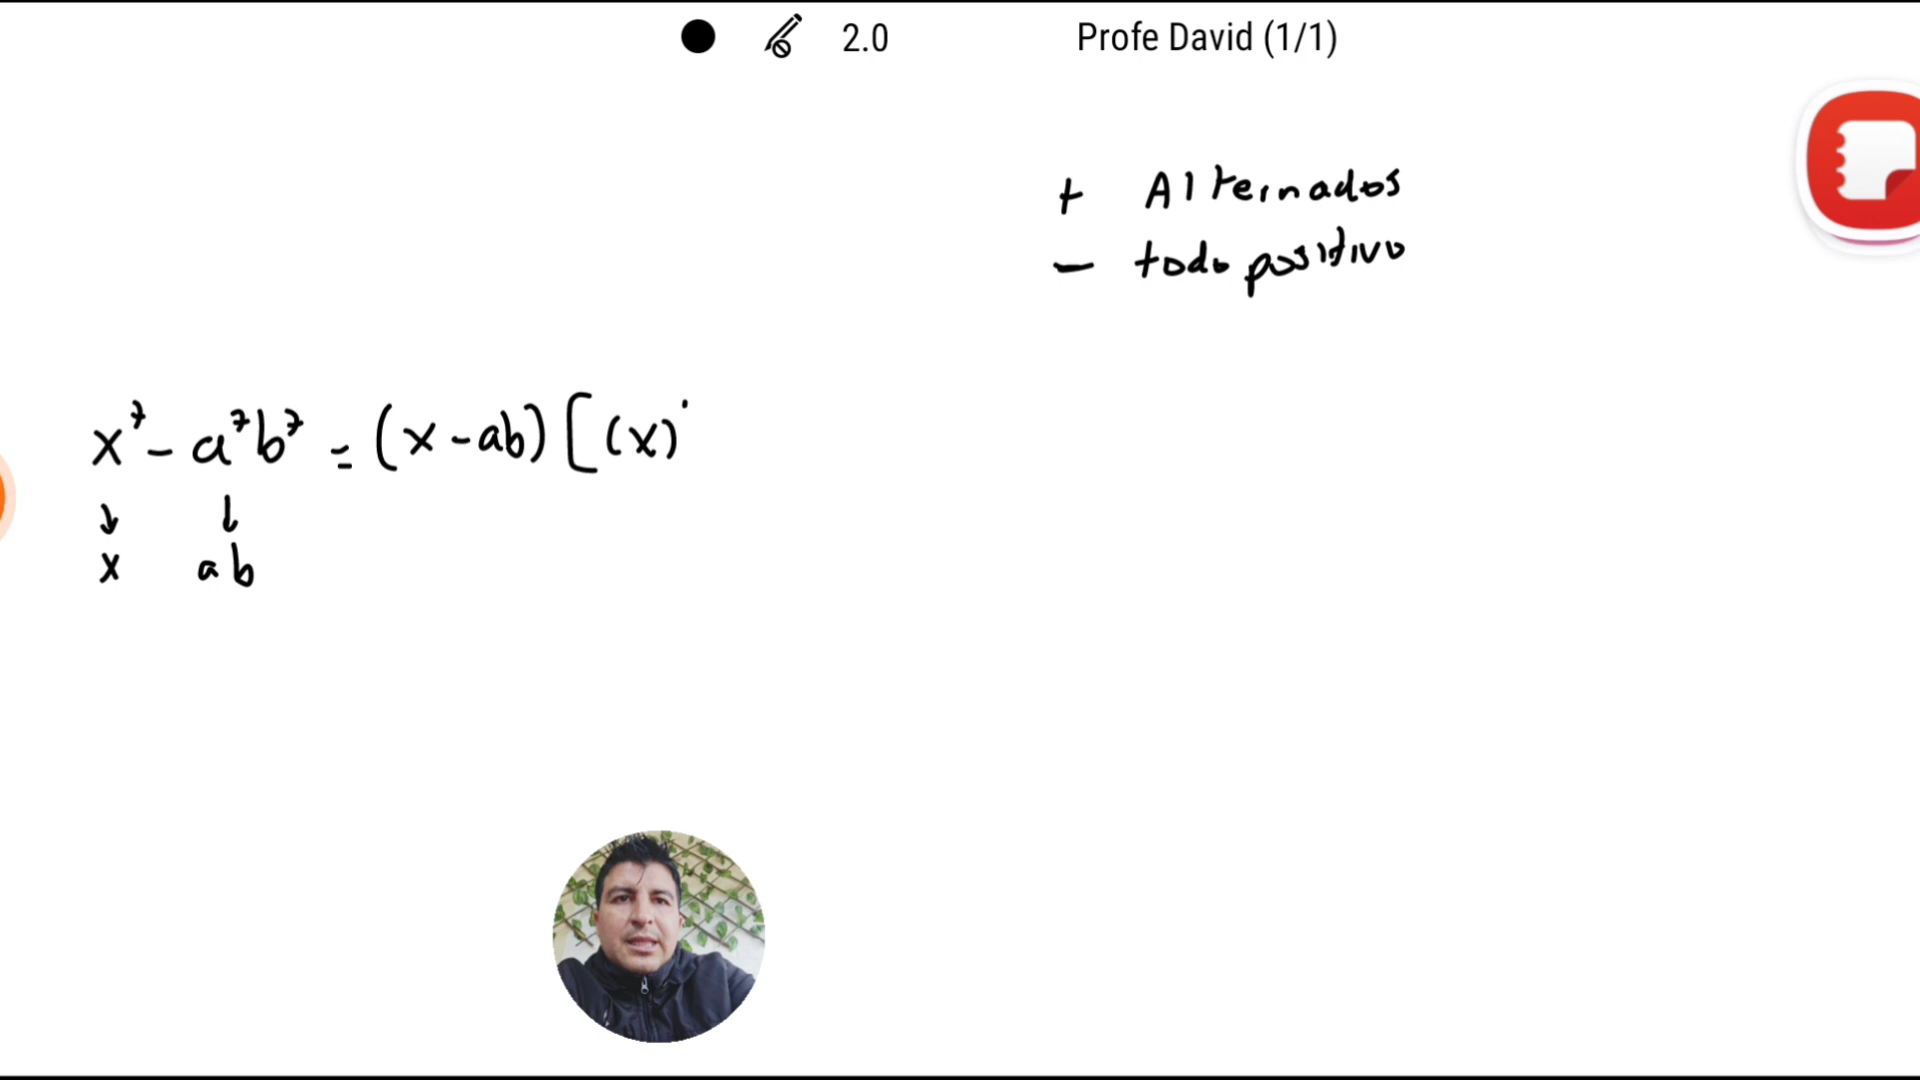 2.0 Profe David (1/1)
+ Alternados
- todo positivo
x⁷ - a⁷b⁷ = (x - ab) [(x)
↓ ↓
x ab